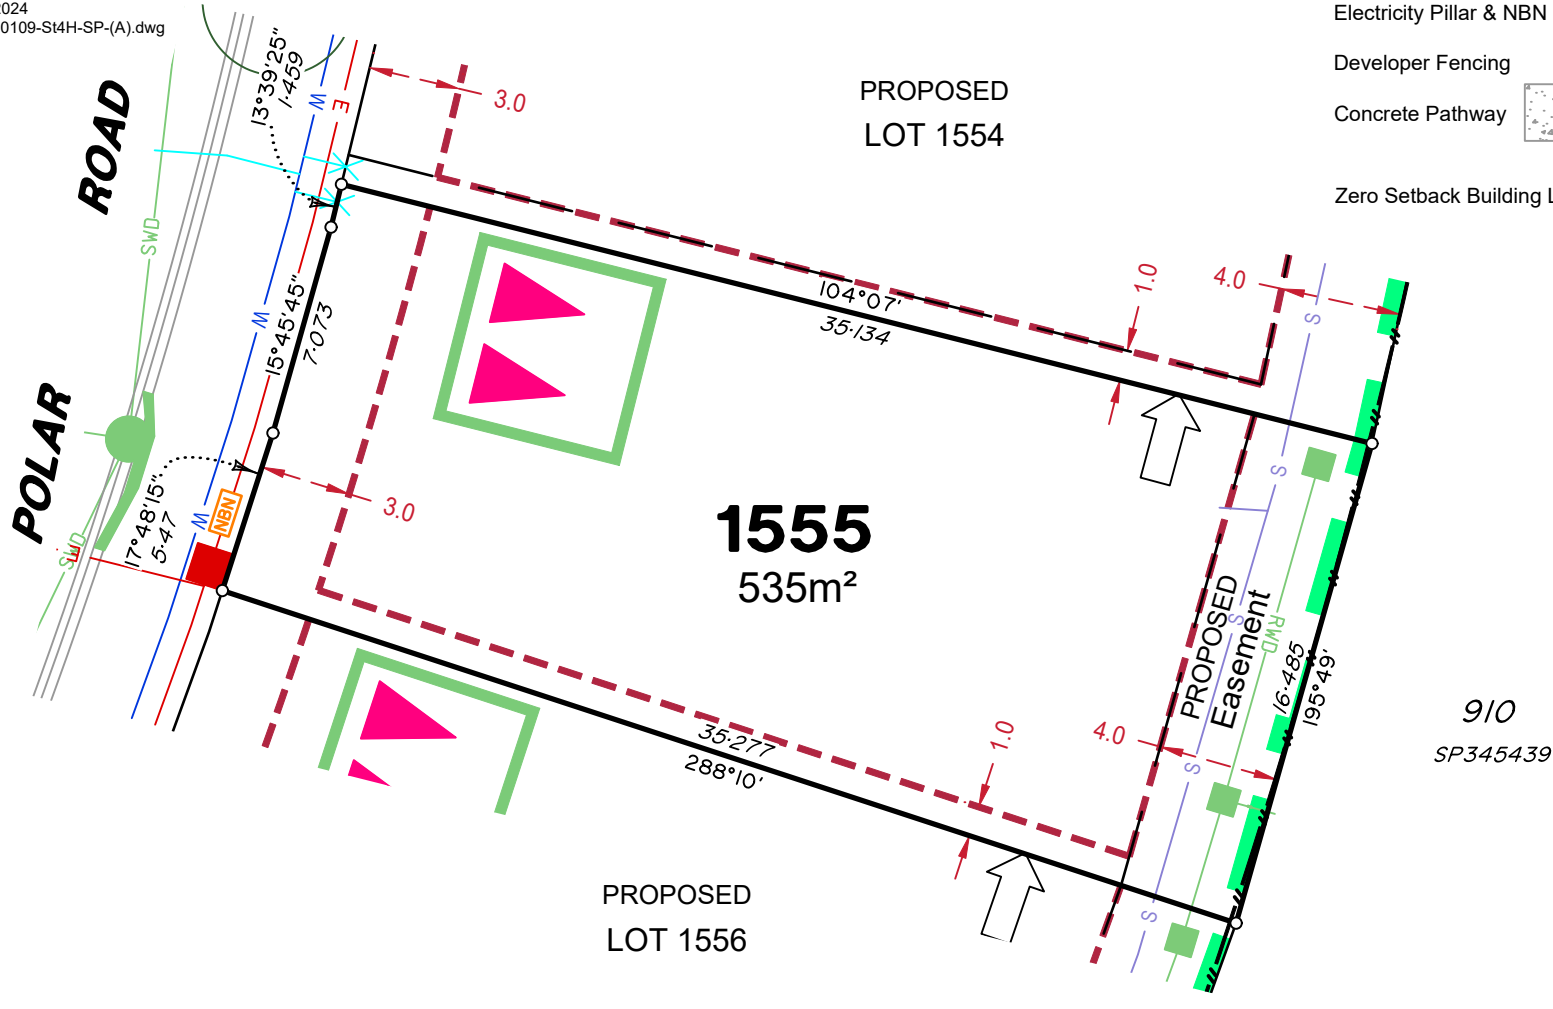 2024
0109-St4H-SP-(A).dwg
Electricity Pillar & NBN
Developer Fencing
Concrete Pathway
Zero Setback Building L
POLAR ROAD
SWD
SWD
13°39'25"
1·459
W
E
3.0
PROPOSED
LOT 1554
104°07'
35·134
1.0
4.0
S
W
15°45'45"
7·073
17°48'15"
5·47
W
NBN
E
3.0
1555
535m²
S
S
PROPOSED
Easement
RWD
16·485
195°49'
910
SP345439
35·277
288°10'
1.0
4.0
S
S
PROPOSED
LOT 1556